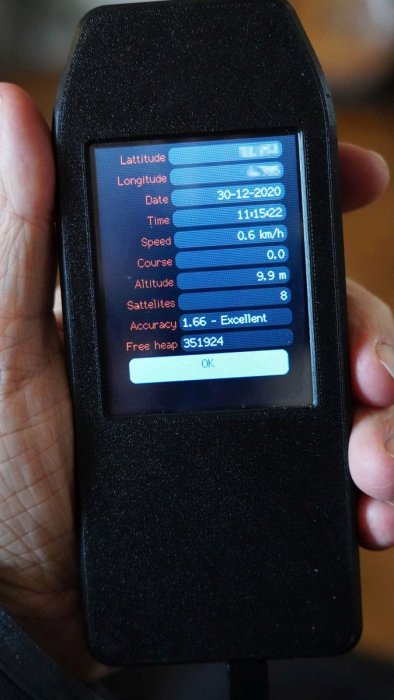 Lattitude
Longitude
Date 30-12-2020
Time 11:15:22
Speed 0.6 km/h
Course 0.0
Altitude 9.9 m
Sattelites 8
Accuracy 1.66 - Excellent
Free heap 351924
OK